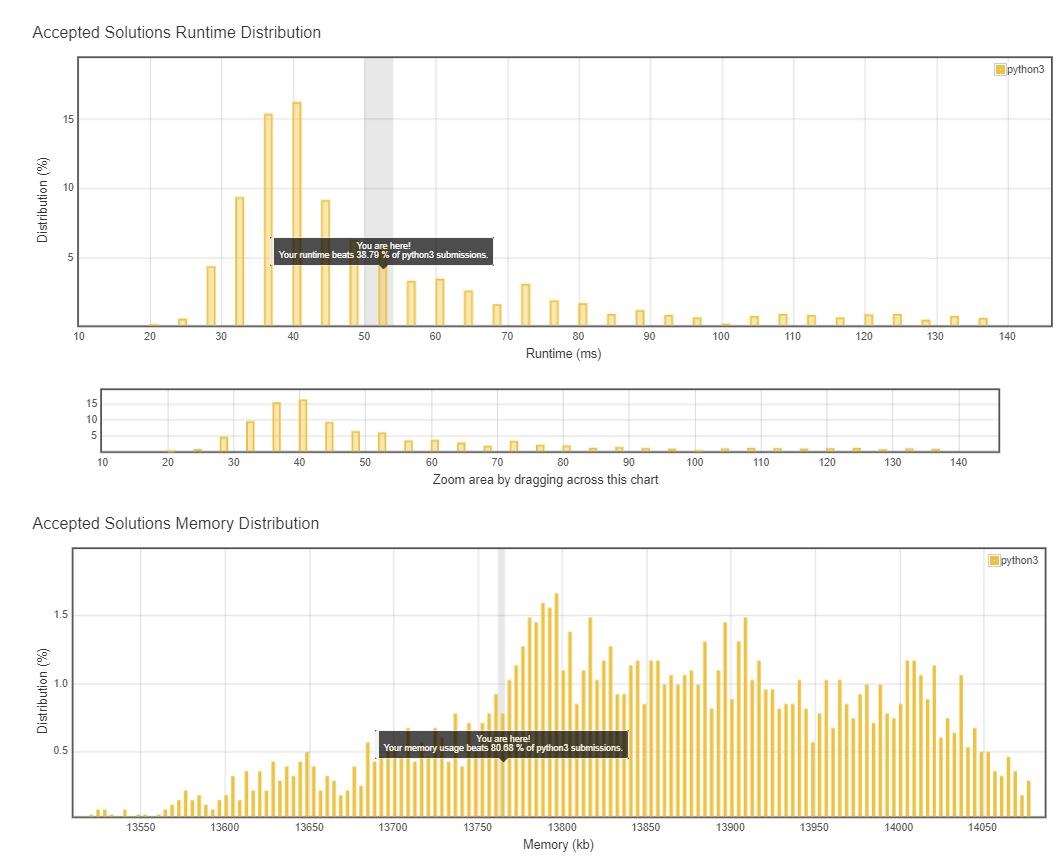 Accepted Solutions Runtime Distribution
python3
15
10
5
Distribution (%)
You are here!
Your runtime beats 38.79 % of python3 submissions.
10 20 30 40 50 60 70 80 90 100 110 120 130 140
Runtime (ms)
15
10
5
10 20 30 40 50 60 70 80 90 100 110 120 130 140
Zoom area by dragging across this chart
Accepted Solutions Memory Distribution
python3
1.5
1.0
0.5
Distribution (%)
You are here!
Your memory usage beats 80.68 % of python3 submissions.
13550 13600 13650 13700 13750 13800 13850 13900 13950 14000 14050
Memory (kb)